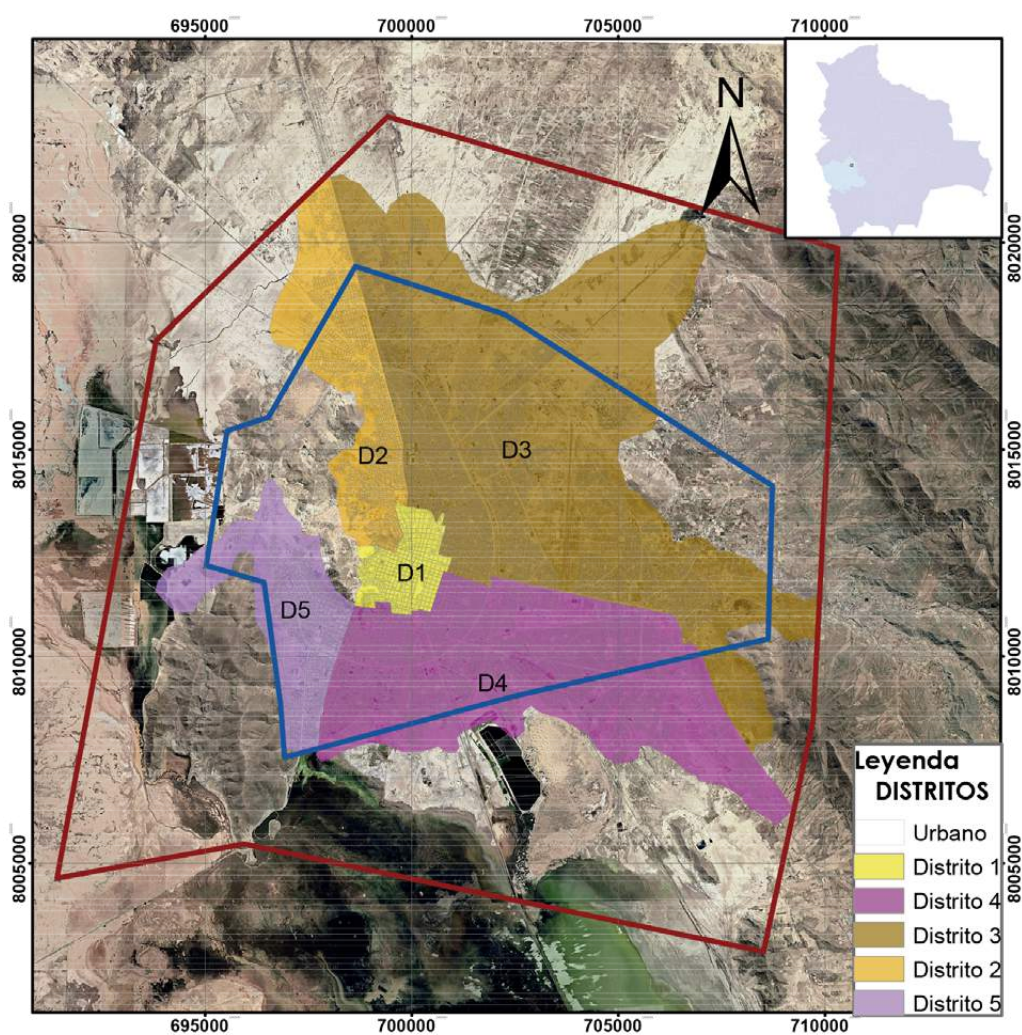 695000 700000 705000 710000
N
8020000 8020000
D2 D3
8015000 8015000
D1
D5
8010000 8010000
D4
Leyenda
DISTRITOS
Urbano
Distrito 1
Distrito 4
Distrito 3
Distrito 2
Distrito 5
8005000 8005000
695000 700000 705000 710000